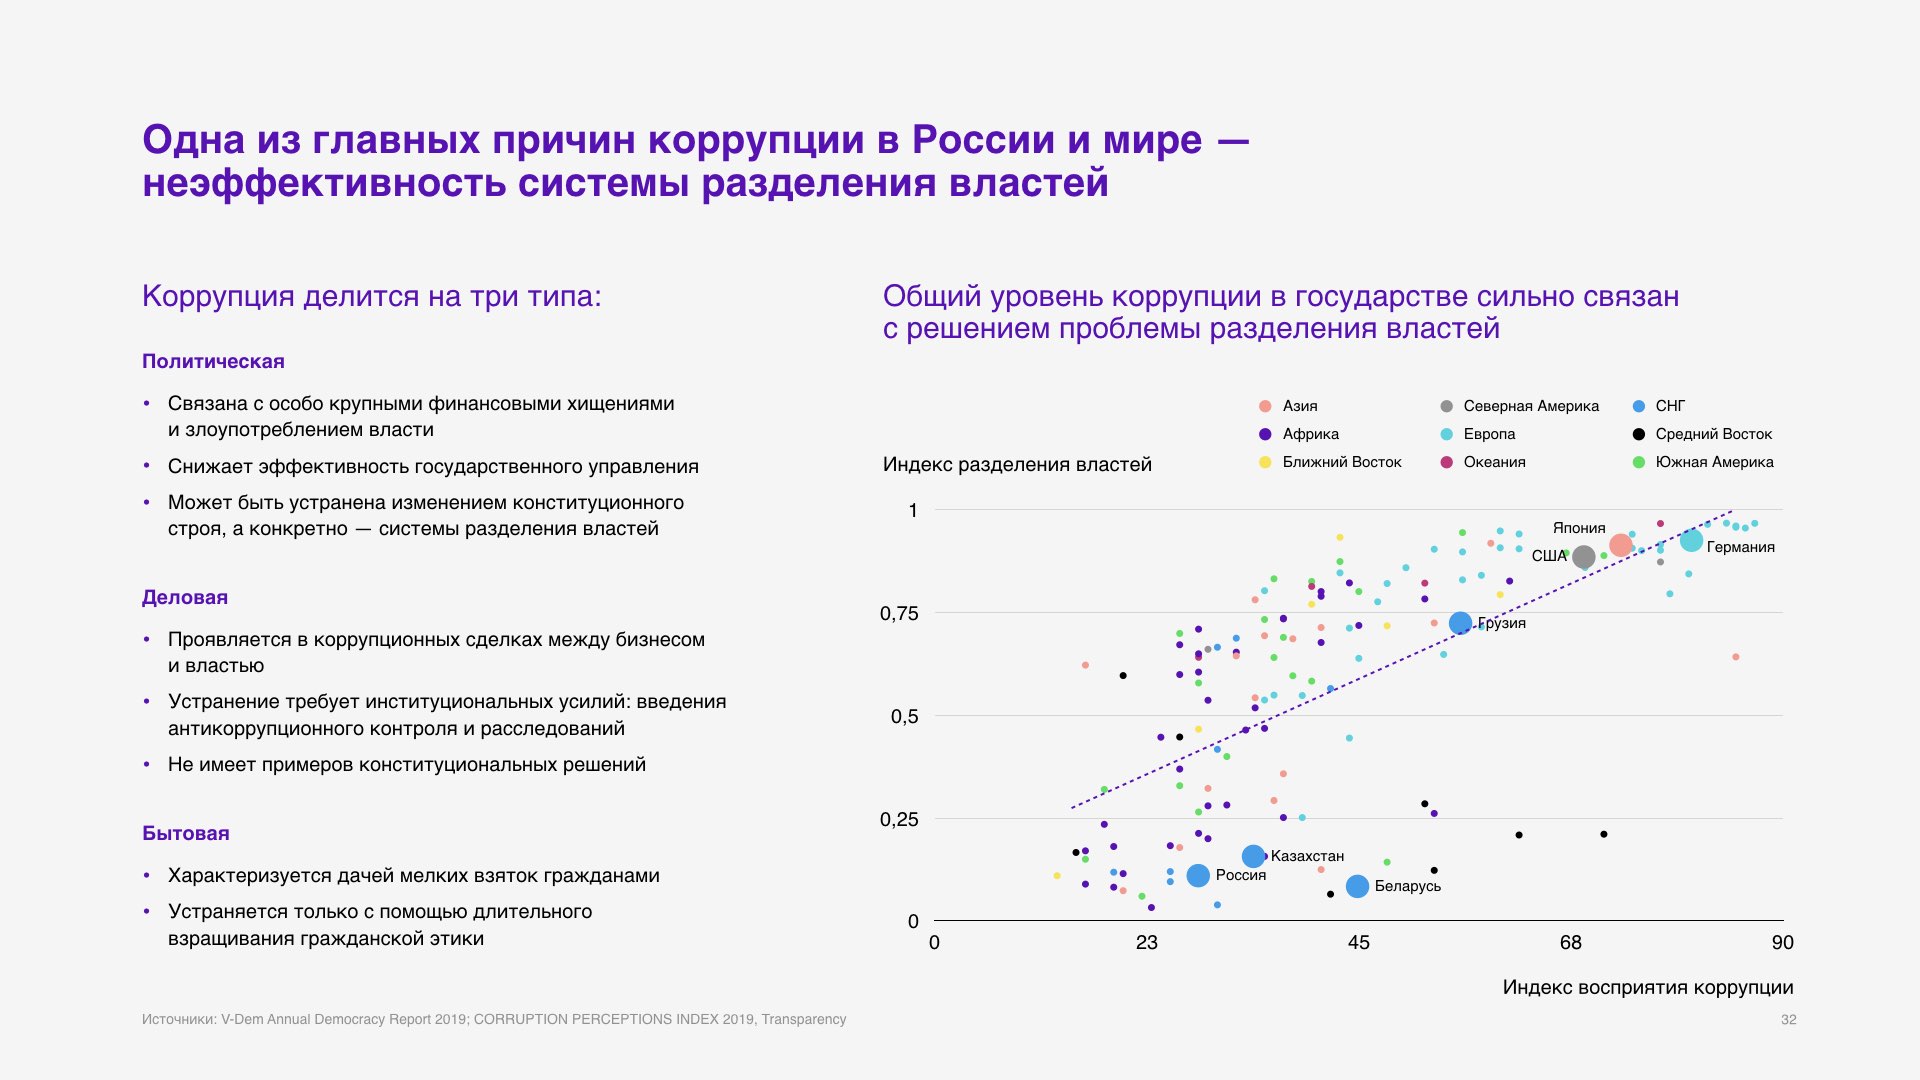 Одна из главных причин коррупции в России и мире —
неэффективность системы разделения властей
Коррупция делится на три типа:
Политическая
• Связана с особо крупными финансовыми хищениями
и злоупотреблением власти
• Снижает эффективность государственного управления
• Может быть устранена изменением конституционного
строя, а конкретно — системы разделения властей
Деловая
• Проявляется в коррупционных сделках между бизнесом
и властью
• Устранение требует институциональных усилий: введения
антикоррупционного контроля и расследований
• Не имеет примеров конституциональных решений
Бытовая
• Характеризуется дачей мелких взяток гражданами
• Устраняется только с помощью длительного
взращивания гражданской этики
Общий уровень коррупции в государстве сильно связан
с решением проблемы разделения властей
Азия
Африка
Ближний Восток
Северная Америка
Европа
Океания
СНГ
Средний Восток
Южная Америка
Индекс разделения властей
1
0,75
0,5
0,25
0
Япония
США
Германия
Грузия
Казахстан
Россия
Беларусь
0
23
45
68
90
Индекс восприятия коррупции
Источники: V-Dem Annual Democracy Report 2019; CORRUPTION PERCEPTIONS INDEX 2019, Transparency
32